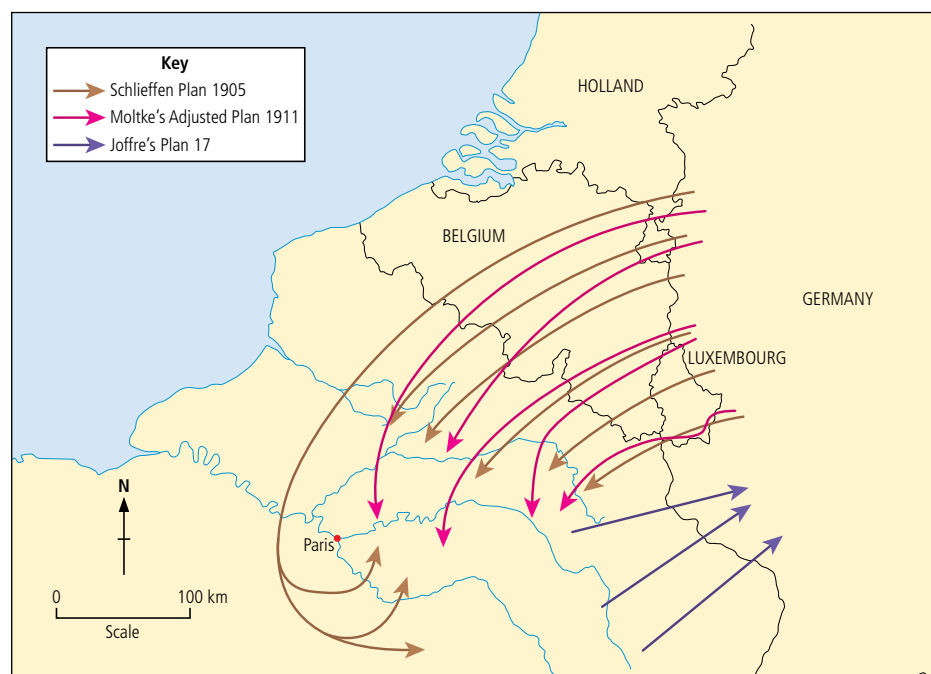 Key
Schlieffen Plan 1905
Moltke's Adjusted Plan 1911
Joffre's Plan 17
HOLLAND
BELGIUM
GERMANY
LUXEMBOURG
N
Paris
0 100 km
Scale